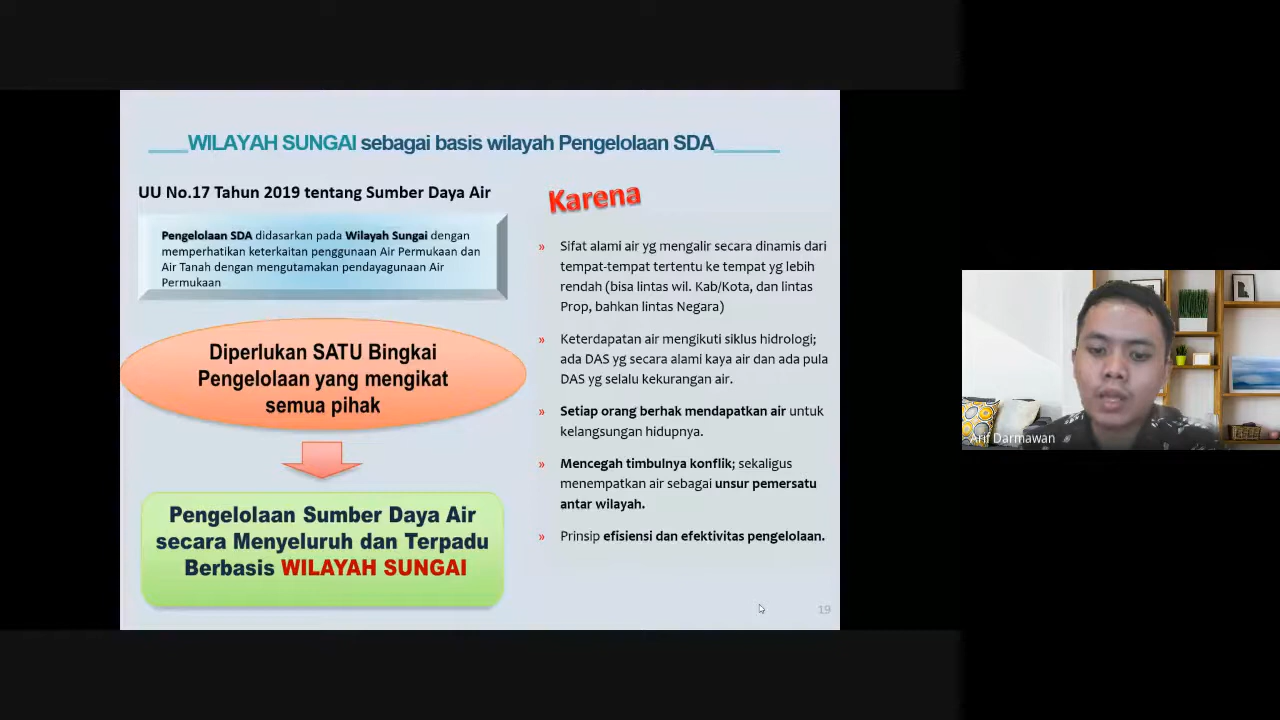 WILAYAH SUNGAI sebagai basis wilayah Pengelolaan SDA
UU No.17 Tahun 2019 tentang Sumber Daya Air
Pengelolaan SDA didasarkan pada Wilayah Sungai dengan
memperhatikan keterkaitan penggunaan Air Permukaan dan
Air Tanah dengan mengutamakan pendayagunaan Air
Permukaan
Diperlukan SATU Bingkai
Pengelolaan yang mengikat
semua pihak
Pengelolaan Sumber Daya Air
secara Menyeluruh dan Terpadu
Berbasis WILAYAH SUNGAI
Karena
» Sifat alami air yg mengalir secara dinamis dari
tempat-tempat tertentu ke tempat yg lebih
rendah (bisa lintas wil. Kab/Kota, dan lintas
Prop, bahkan lintas Negara)
» Keterdapatan air mengikuti siklus hidrologi;
ada DAS yg secara alami kaya air dan ada pula
DAS yg selalu kekurangan air.
» Setiap orang berhak mendapatkan air untuk
kelangsungan hidupnya.
» Mencegah timbulnya konflik; sekaligus
menempatkan air sebagai unsur pemersatu
antar wilayah.
» Prinsip efisiensi dan efektivitas pengelolaan.
19
Arif Darmawan